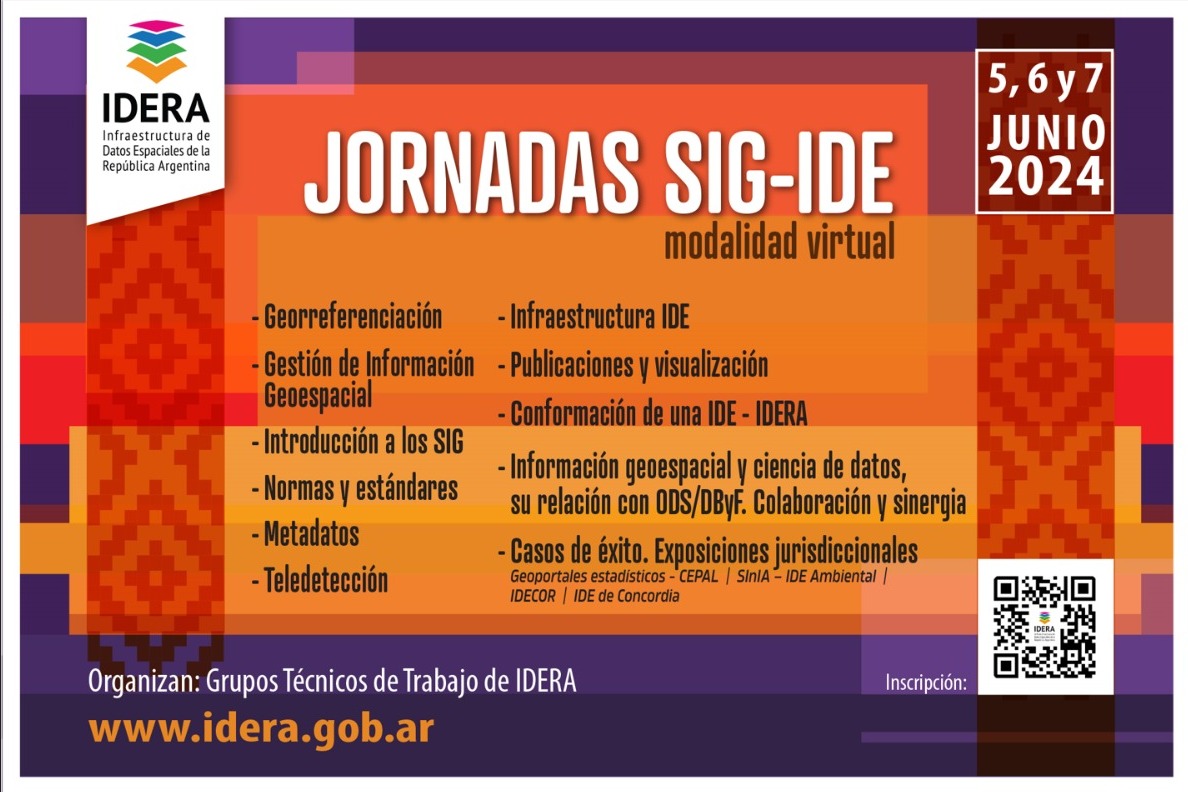 IDERA
Infraestructura de
Datos Espaciales de la
República Argentina
5, 6 y 7
JUNIO
2024
JORNADAS SIG-IDE
modalidad virtual
- Georreferenciación
- Gestión de Información
Geoespacial
- Introducción a los SIG
- Normas y estándares
- Metadatos
- Teledetección
- Infraestructura IDE
- Publicaciones y visualización
- Conformación de una IDE - IDERA
- Información geoespacial y ciencia de datos,
su relación con ODS/DByF. Colaboración y sinergia
- Casos de éxito. Exposiciones jurisdiccionales
Geoportales estadísticos - CEPAL | SInIA – IDE Ambiental |
IDECOR | IDE de Concordia
Organizan: Grupos Técnicos de Trabajo de IDERA
www.idera.gob.ar
Inscripción:
IDERA